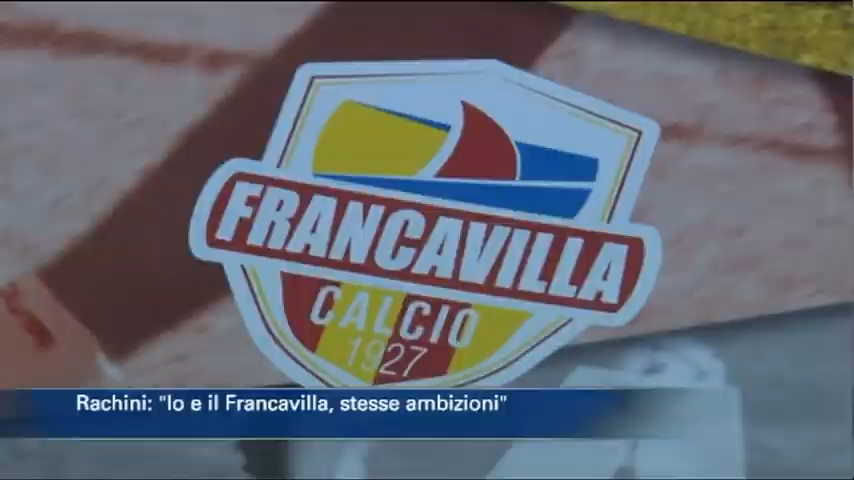 FRANCAVILLA
CALCIO
1927
Rachini: "Io e il Francavilla, stesse ambizioni"